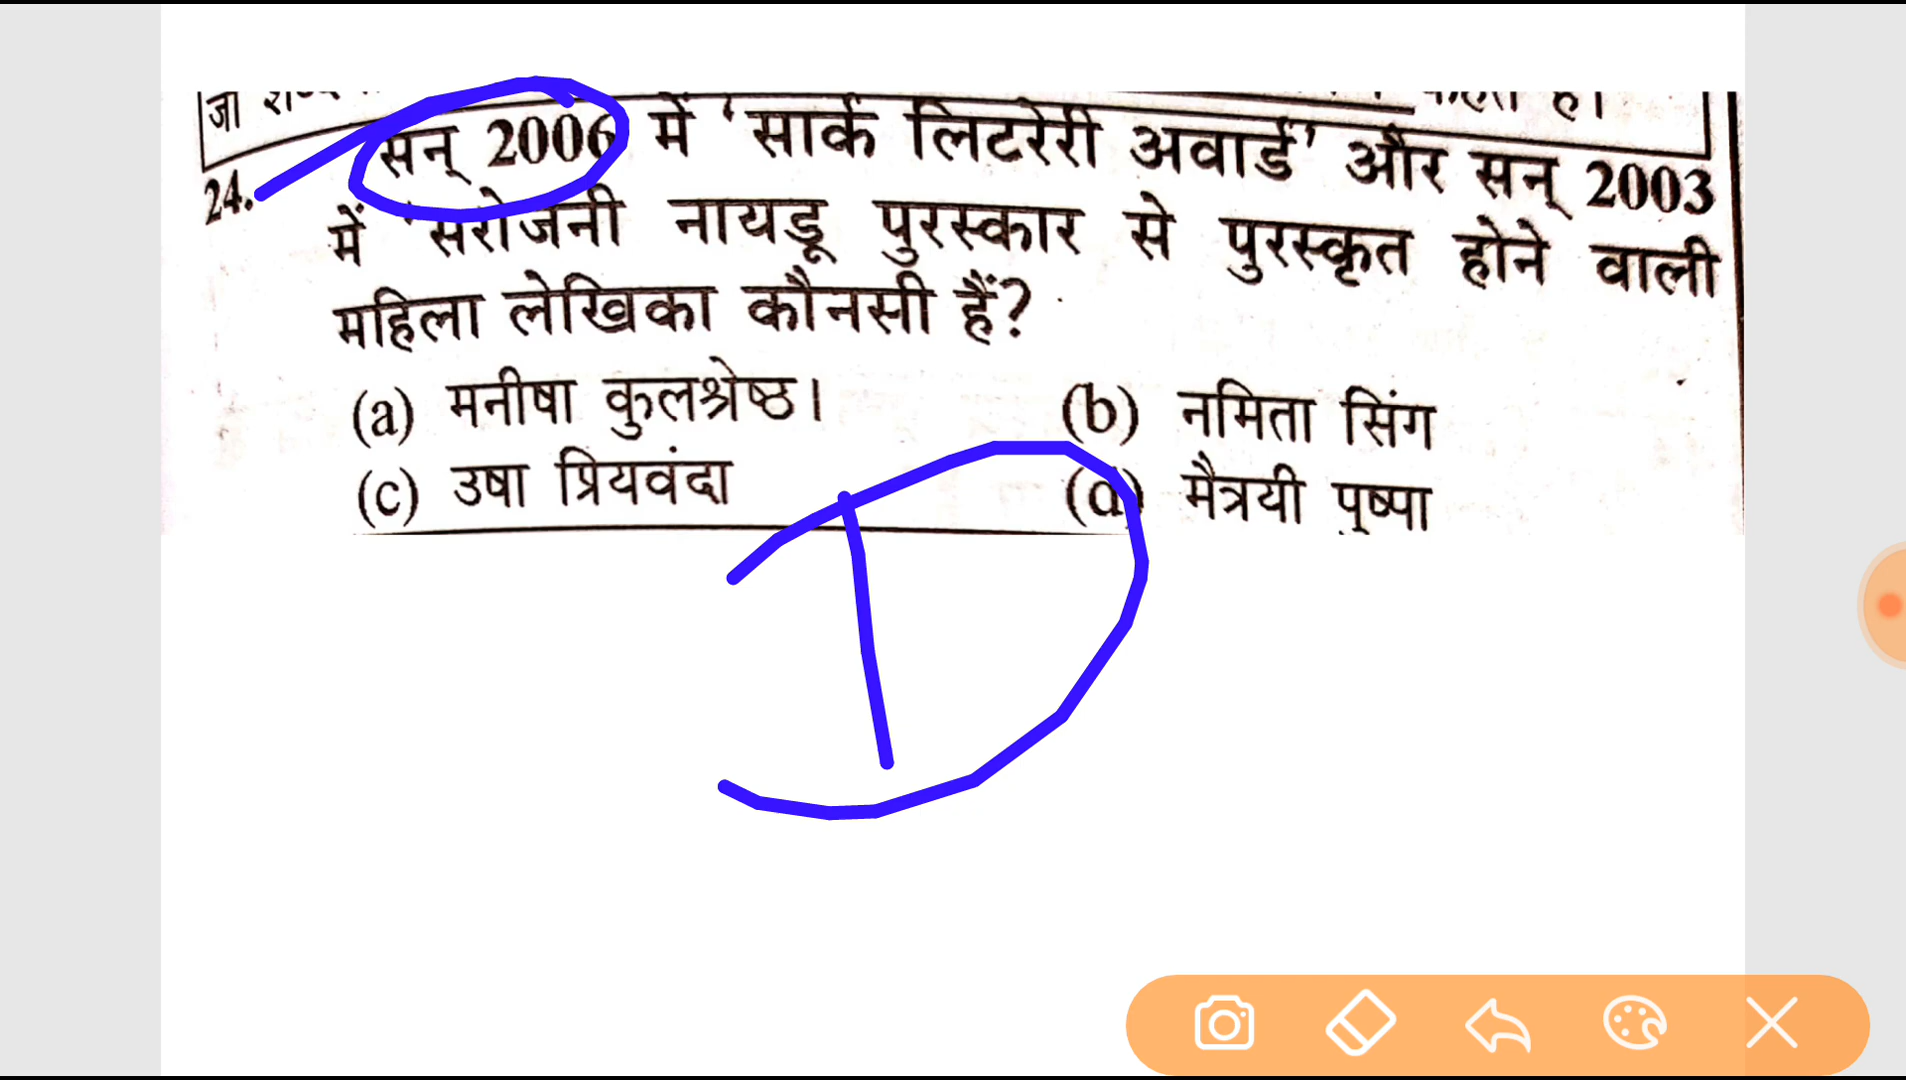 24. सन् 2006 में 'सार्क लिटरेरी अवार्ड' और सन् 2003
में 'सरोजनी नायडू पुरस्कार से पुरस्कृत होने वाली
महिला लेखिका कौनसी हैं?
(a) मनीषा कुलश्रेष्ठ। (b) नमिता सिंग
(c) उषा प्रियवंदा (d) मैत्रयी पुष्पा
D